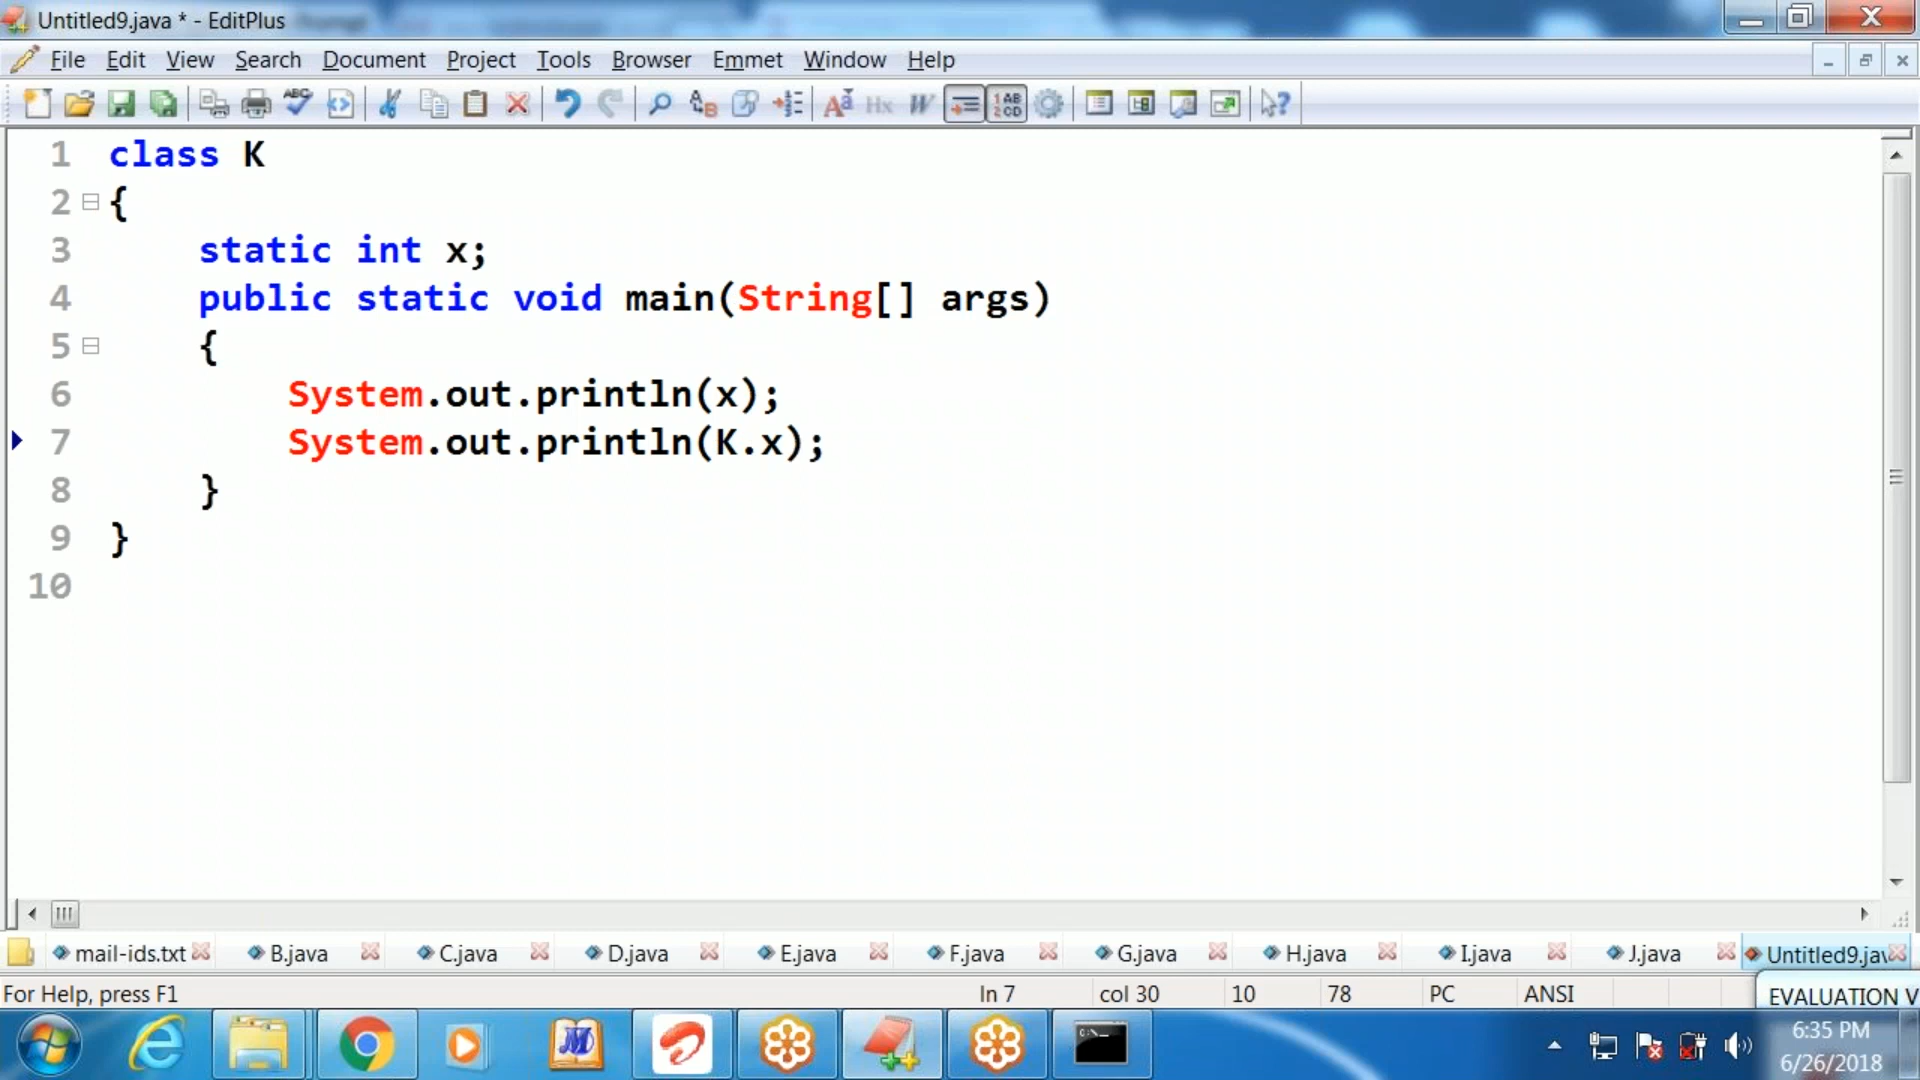 Untitled9.java * - EditPlus
File Edit View Search Document Project Tools Browser Emmet Window Help
1 class K
2 {
3 static int x;
4 public static void main(String[] args)
5 {
6 System.out.println(x);
7 System.out.println(K.x);
8 }
9 }
10
mail-ids.txt B.java C.java D.java E.java F.java G.java H.java I.java J.java Untitled9.jav
For Help, press F1 ln 7 col 30 10 78 PC ANSI EVALUATION V
6:35 PM
6/26/2018